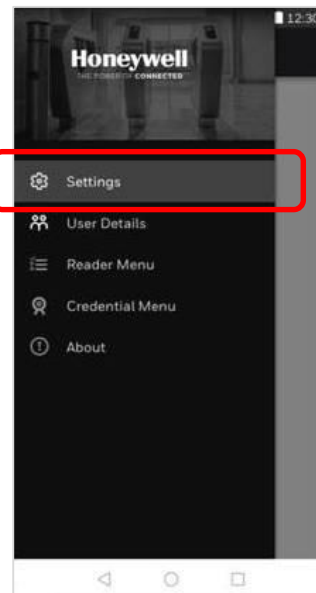 12:30
Honeywell
THE POWER OF CONNECTED
Settings
User Details
Reader Menu
Credential Menu
About